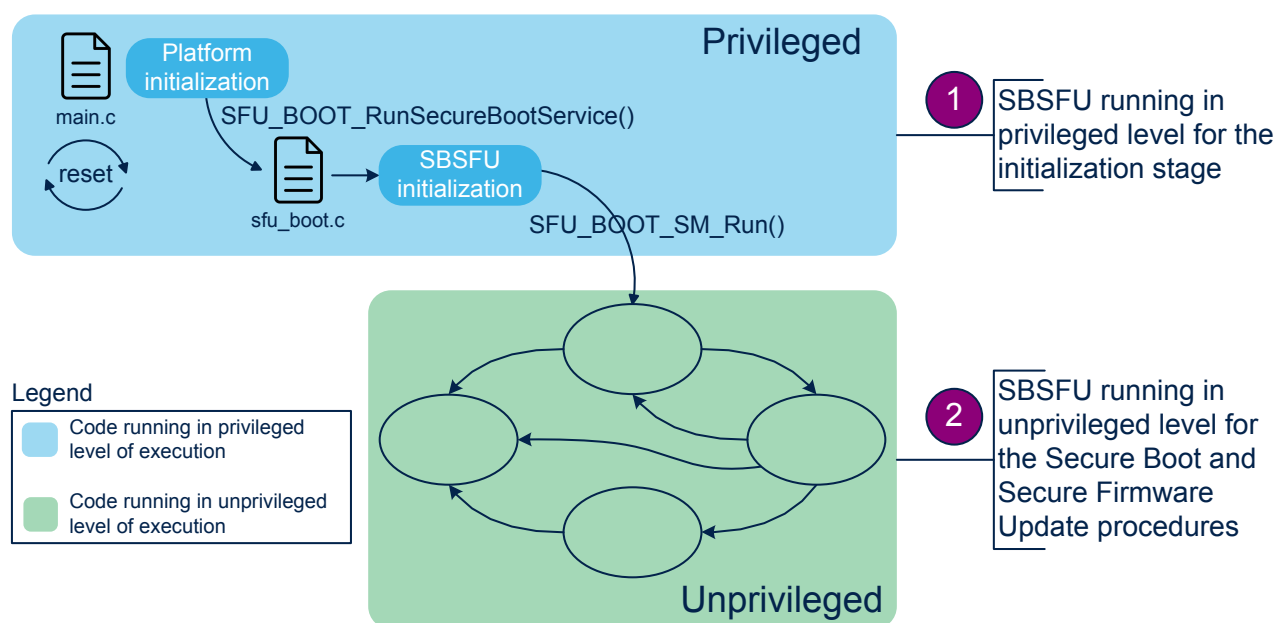 Privileged
Platform
initialization
main.c
SFU_BOOT_RunSecureBootService()
reset
SBSFU
initialization
sfu_boot.c
SFU_BOOT_SM_Run()
1
SBSFU running in
privileged level for the
initialization stage
Legend
Code running in privileged
level of execution
Code running in unprivileged
level of execution
2
SBSFU running in
unprivileged level for
the Secure Boot and
Secure Firmware
Update procedures
Unprivileged